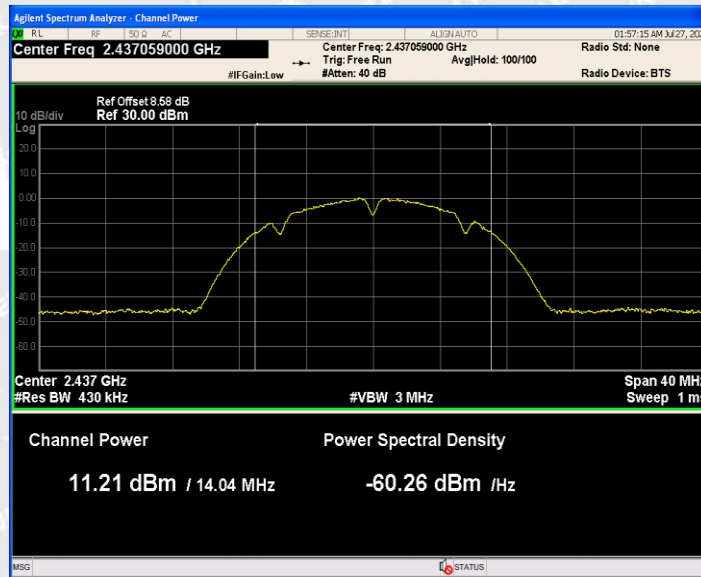 Agilent Spectrum Analyzer - Channel Power
RL RF 50 Ω AC SENSE:INT ALIGN AUTO 01:57:15 AM Jul 27, 20
Center Freq 2.437059000 GHz
Center Freq: 2.437059000 GHz
Radio Std: None
Trig: Free Run Avg|Hold: 100/100
#IFGain:Low #Atten: 40 dB Radio Device: BTS
Ref Offset 8.58 dB
10 dB/div Ref 30.00 dBm
Log
20.0
10.0
0.00
-10.0
-20.0
-30.0
-40.0
-50.0
-60.0
Center 2.437 GHz Span 40 MHz
#Res BW 430 kHz #VBW 3 MHz Sweep 1 ms
Channel Power Power Spectral Density
11.21 dBm / 14.04 MHz -60.26 dBm /Hz
MSG STATUS